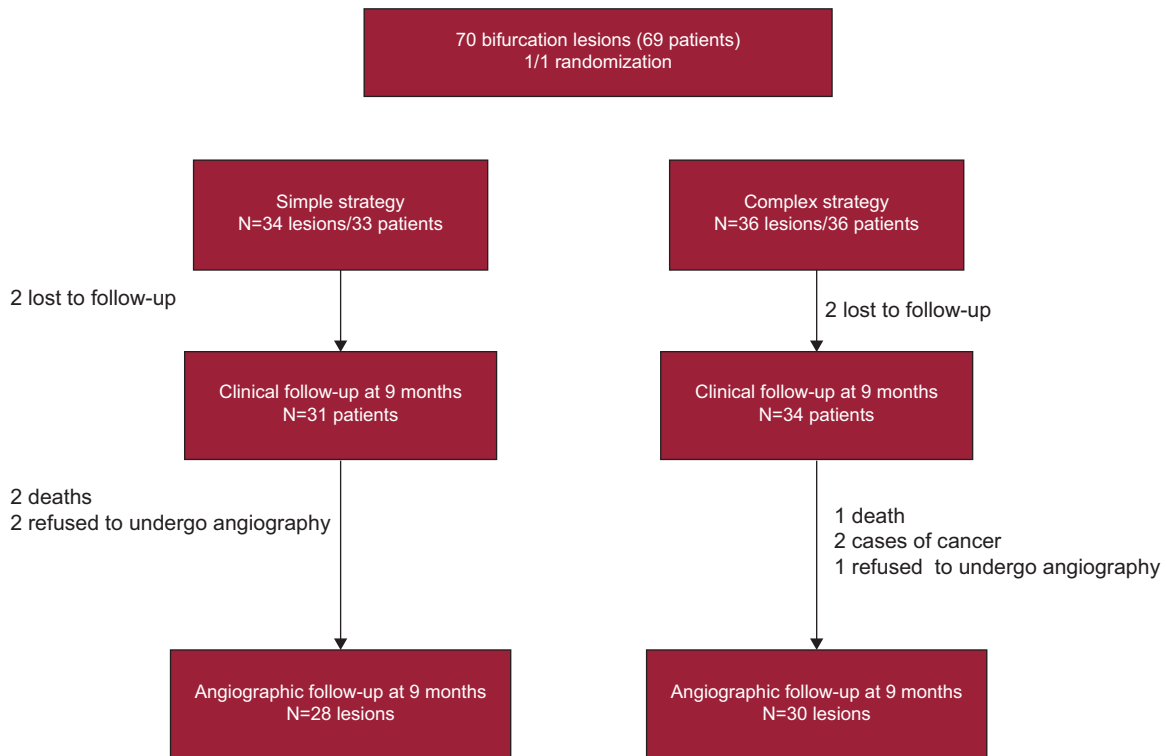 70 bifurcation lesions (69 patients)
1/1 randomization
Simple strategy
N=34 lesions/33 patients
Complex strategy
N=36 lesions/36 patients
2 lost to follow-up
2 lost to follow-up
Clinical follow-up at 9 months
N=31 patients
Clinical follow-up at 9 months
N=34 patients
2 deaths
2 refused to undergo angiography
1 death
2 cases of cancer
1 refused to undergo angiography
Angiographic follow-up at 9 months
N=28 lesions
Angiographic follow-up at 9 months
N=30 lesions